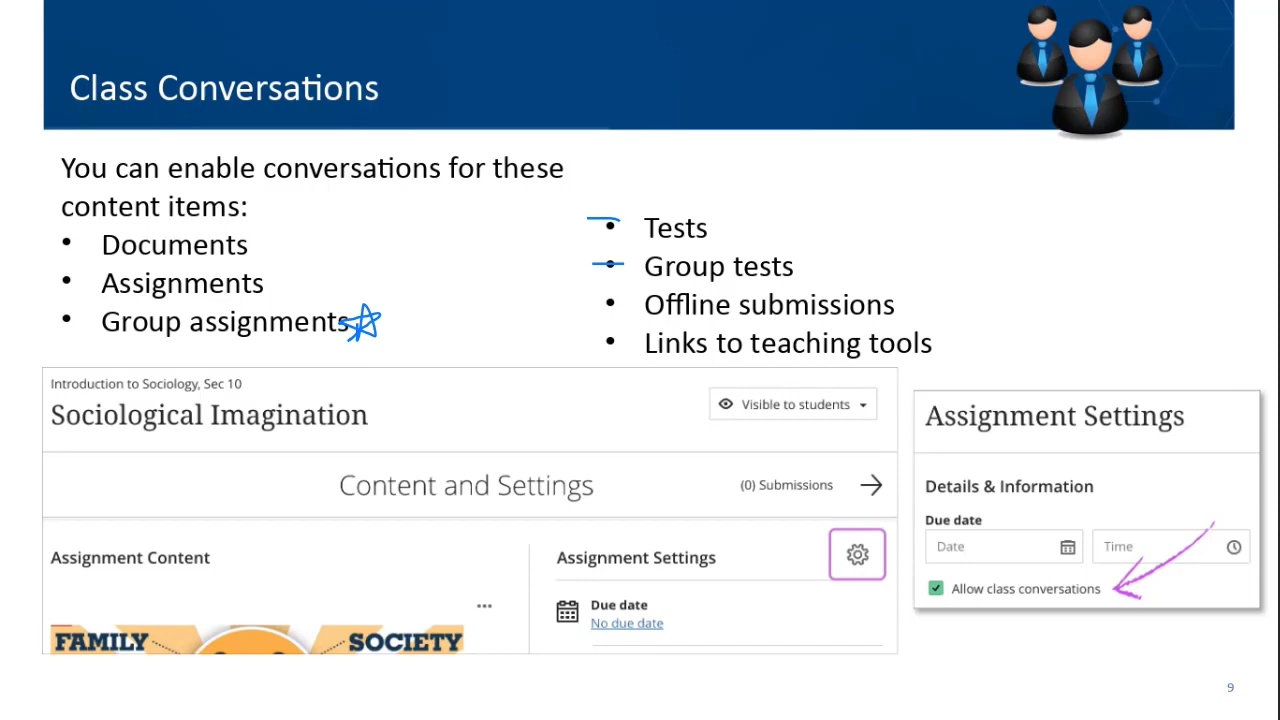 Class Conversations
You can enable conversations for these
content items:
• Documents
• Assignments
• Group assignments
• Tests
• Group tests
• Offline submissions
• Links to teaching tools
Introduction to Sociology, Sec 10
Sociological Imagination
Visible to students
Content and Settings
(0) Submissions
Assignment Content
Assignment Settings
Due date
No due date
FAMILY
SOCIETY
Assignment Settings
Details & Information
Due date
Date
Time
Allow class conversations
9